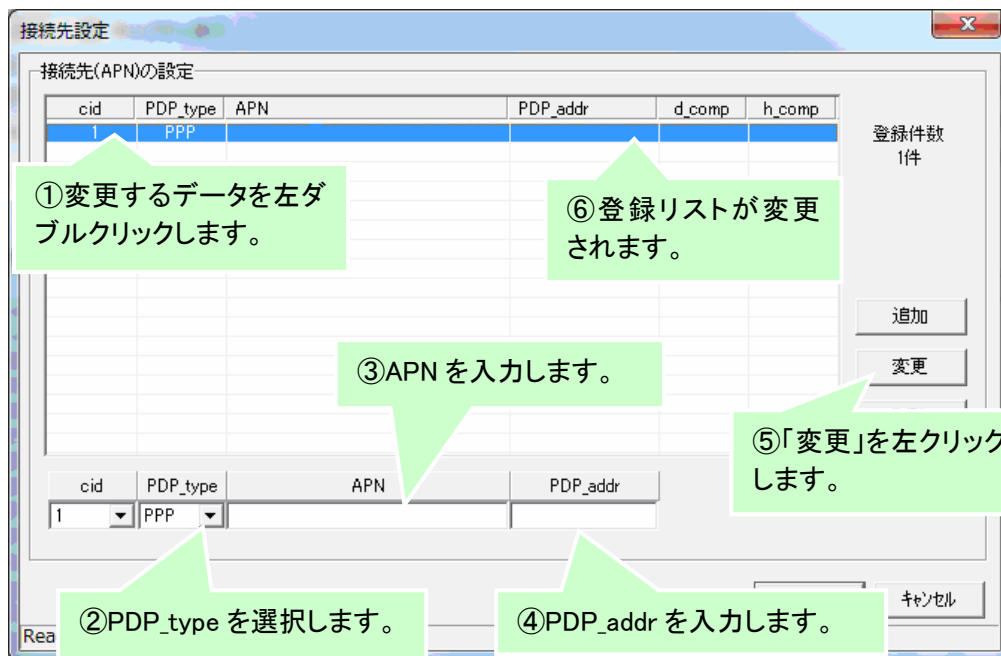 接続先設定
接続先(APN)の設定
cid PDP_type APN PDP_addr d_comp h_comp
1 PPP
登録件数
1件
①変更するデータを左ダ
ブルクリックします。
⑥登録リストが変更
されます。
追加
③APN を入力します。
変更
⑤「変更」を左クリック
します。
cid PDP_type APN PDP_addr
1 PPP
キャンセル
②PDP_type を選択します。
④PDP_addr を入力します。
Rea